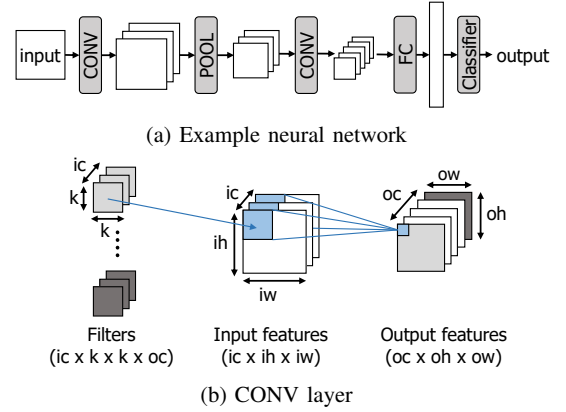 input CONV POOL CONV FC Classifier output
(a) Example neural network
ic
k
k
ic
ih
iw
oc
ow
oh
Filters
(ic x k x k x oc)
Input features
(ic x ih x iw)
Output features
(oc x oh x ow)
(b) CONV layer